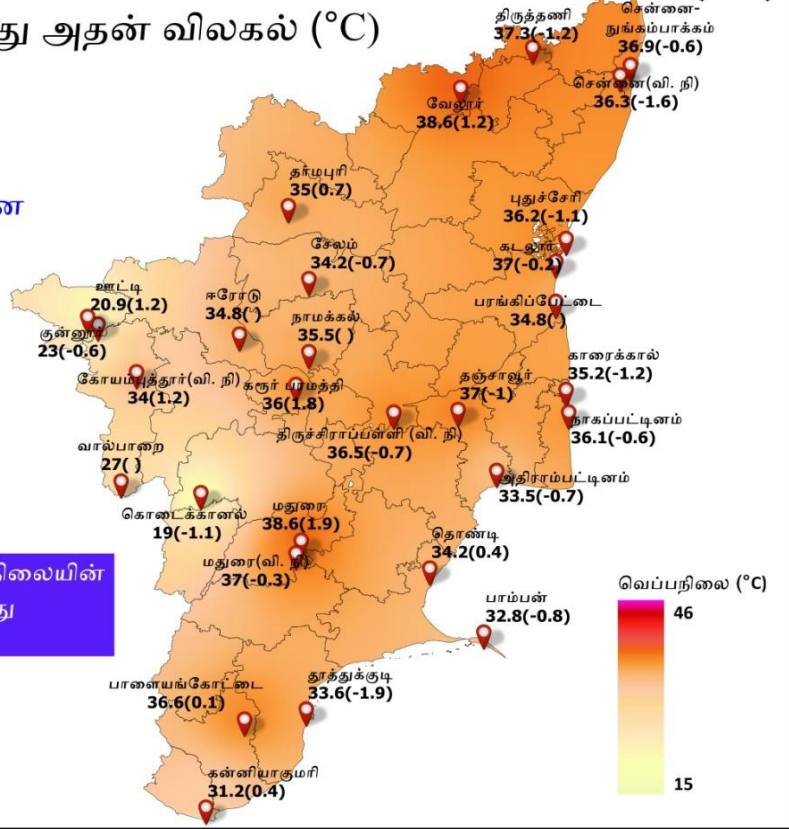 து அதன் விலகல் (°C)
சென்னை-
நுங்கம்பாக்கம்
36.9(-0.6)
திருத்தணி
37.3(-1.2)
சென்னை(வி. நி)
36.3(-1.6)
வேலூர்
38.6(1.2)
தர்மபுரி
35(0.7)
ன
புதுச்சேரி
36.2(-1.1)
கடலூர்
37(-0.2)
சேலம்
34.2(-0.7)
ஊட்டி
20.9(1.2)
ஈரோடு
34.8( )
நாமக்கல்
35.5( )
பரங்கிப்பேட்டை
34.8( )
குன்னூர்
23(-0.6)
காரைக்கால்
35.2(-1.2)
கோயம்புத்தூர்(வி. நி)
34(1.2)
கரூர் பரமத்தி
36(1.8)
தஞ்சாவூர்
37(-1)
நாகப்பட்டினம்
36.1(-0.6)
திருச்சிராப்பள்ளி (வி. நி)
36.5(-0.7)
வால்பாறை
27( )
அதிராம்பட்டினம்
33.5(-0.7)
கொடைக்கானல்
19(-1.1)
மதுரை
38.6(1.9)
தொண்டி
34.2(0.4)
மதுரை(வி. நி)
37(-0.3)
நிலையின்
து
பாம்பன்
32.8(-0.8)
வெப்பநிலை (°C)
46
15
பாளையங்கோட்டை
36.6(0.1)
தூத்துக்குடி
33.6(-1.9)
கன்னியாகுமரி
31.2(0.4)